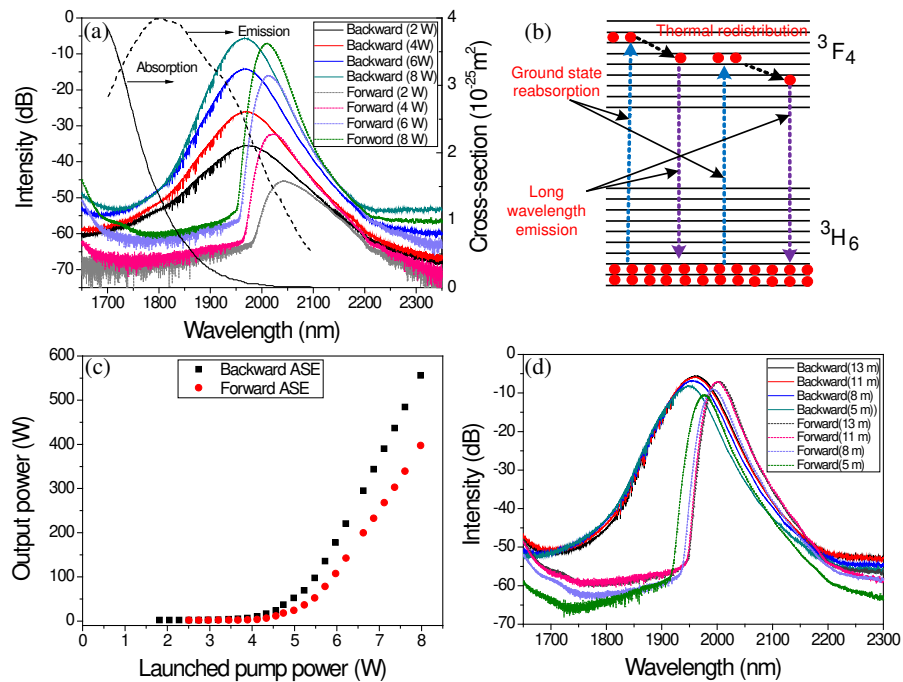 (a)
Emission
Absorption
Backward (2 W)
Backward (4W)
Backward (6W)
Backward (8 W)
Forward (2 W)
Forward (4 W)
Forward (6 W)
Forword (8 W)
0
-10
-20
-30
-40
-50
-60
-70
Intensity (dB)
4
3
2
1
0
Cross-section (10⁻²⁵m²)
1700 1800 1900 2000 2100 2200 2300
Wavelength (nm)
(b)
Thermal redistribution
³F₄
Ground state
reabsorption
Long
wavelength
emission
³H₆
(c)
Backward ASE
Forward ASE
600
500
400
300
200
100
0
Output power (W)
0 1 2 3 4 5 6 7 8 9
Launched pump power (W)
(d)
Backward(13 m)
Backward(11 m)
Backward(8 m)
Backward(5 m))
Forward(13 m)
Forward(11 m)
Forward(8 m)
Forward(5 m)
0
-10
-20
-30
-40
-50
-60
-70
Intensity (dB)
1700 1800 1900 2000 2100 2200 2300
Wavelength (nm)